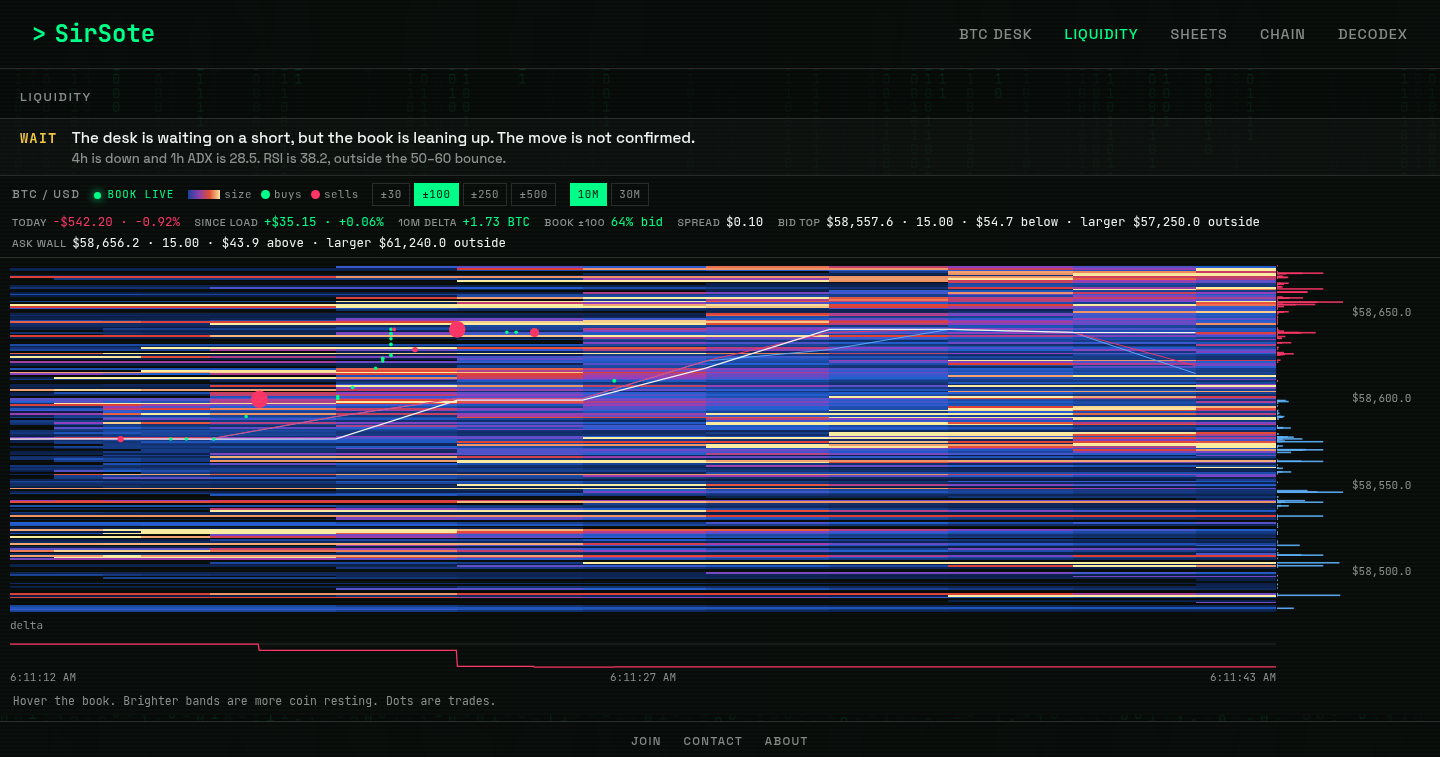 > SirSote
BTC DESK LIQUIDITY SHEETS CHAIN DECODEX
LIQUIDITY
WAIT The desk is waiting on a short, but the book is leaning up. The move is not confirmed.
4h is down and 1h ADX is 28.5. RSI is 38.2, outside the 50–60 bounce.
BTC / USD BOOK LIVE size buys sells ±30 ±100 ±250 ±500 10M 30M
TODAY -$542.20 · -0.92% SINCE LOAD +$35.15 · +0.06% 10M DELTA +1.73 BTC BOOK ±100 64% bid SPREAD $0.10 BID TOP $58,557.6 · 15.00 · $54.7 below · larger $57,250.0 outside
ASK WALL $58,656.2 · 15.00 · $43.9 above · larger $61,240.0 outside
$58,650.0
$58,600.0
$58,550.0
$58,500.0
delta
6:11:12 AM 6:11:27 AM 6:11:43 AM
Hover the book. Brighter bands are more coin resting. Dots are trades.
JOIN CONTACT ABOUT